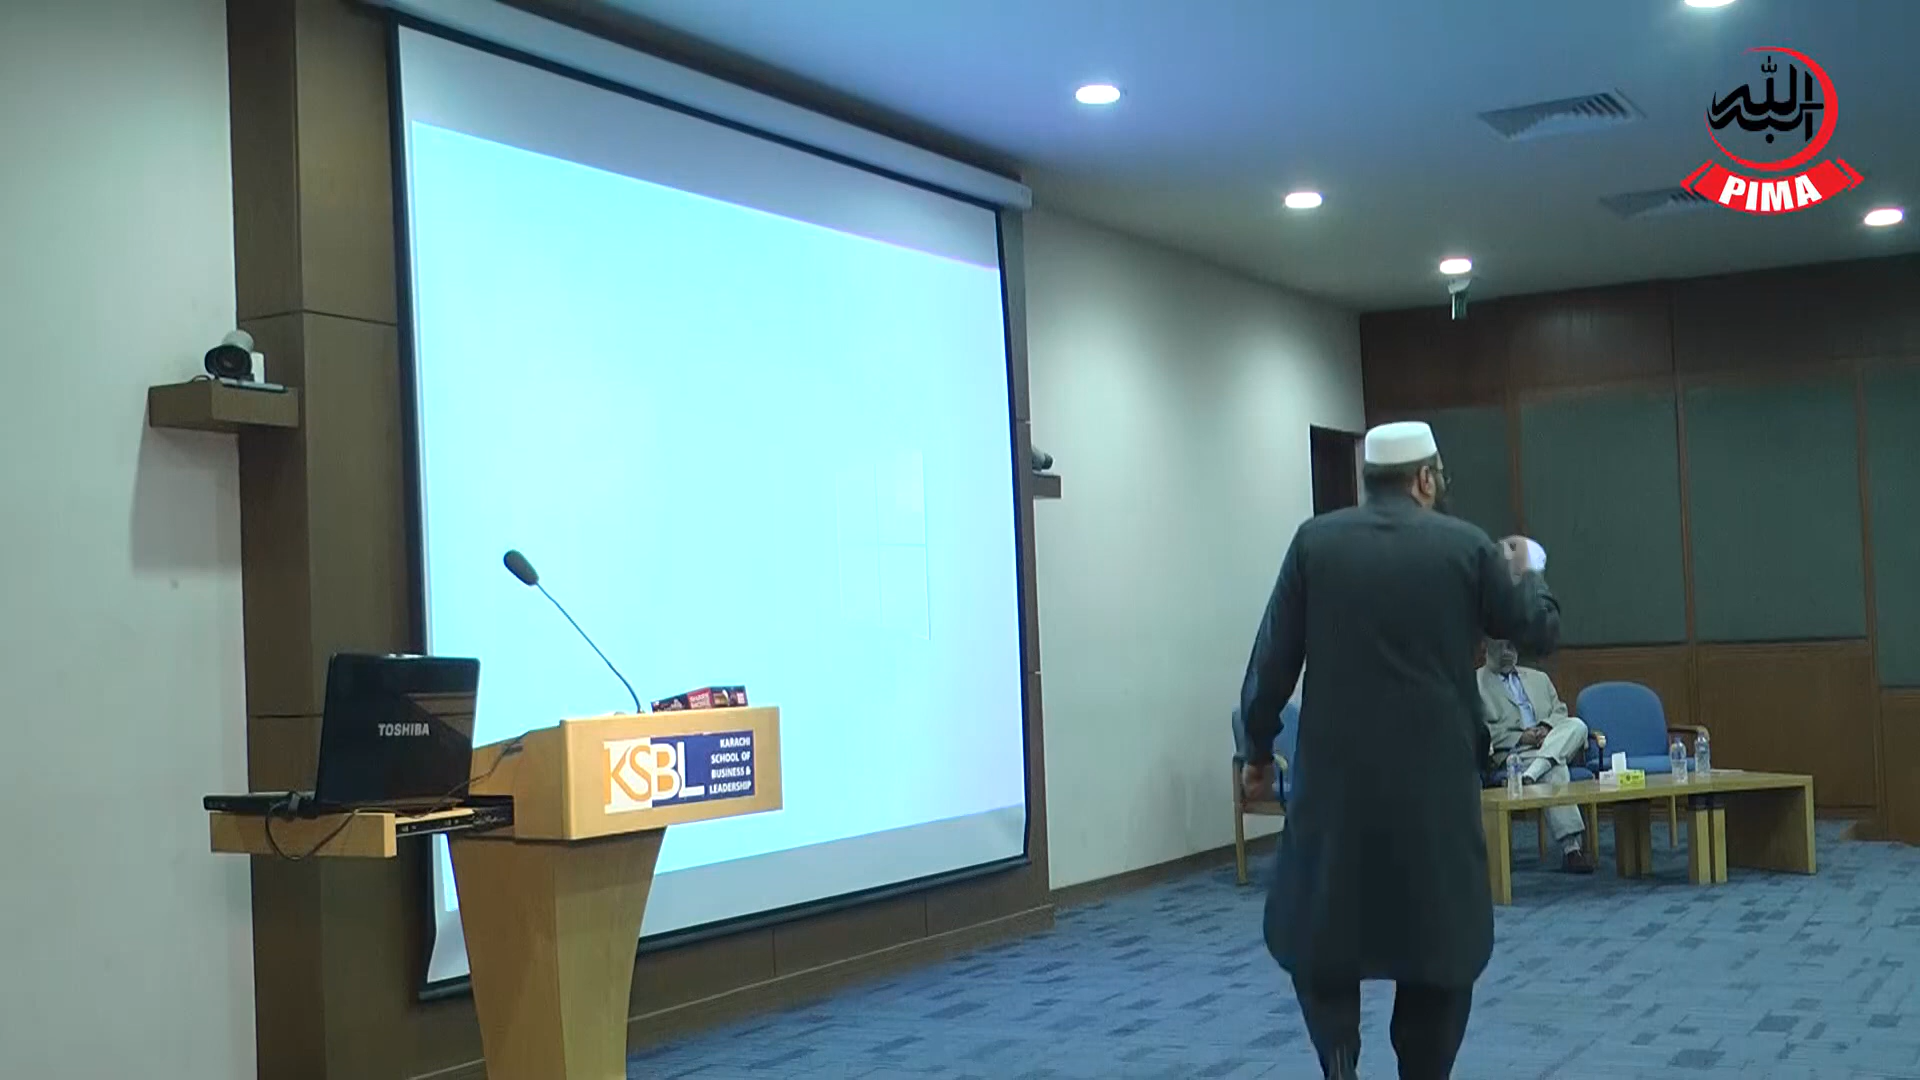 الله
PIMA
TOSHIBA
KSBL
KARACHI
SCHOOL OF
BUSINESS &
LEADERSHIP